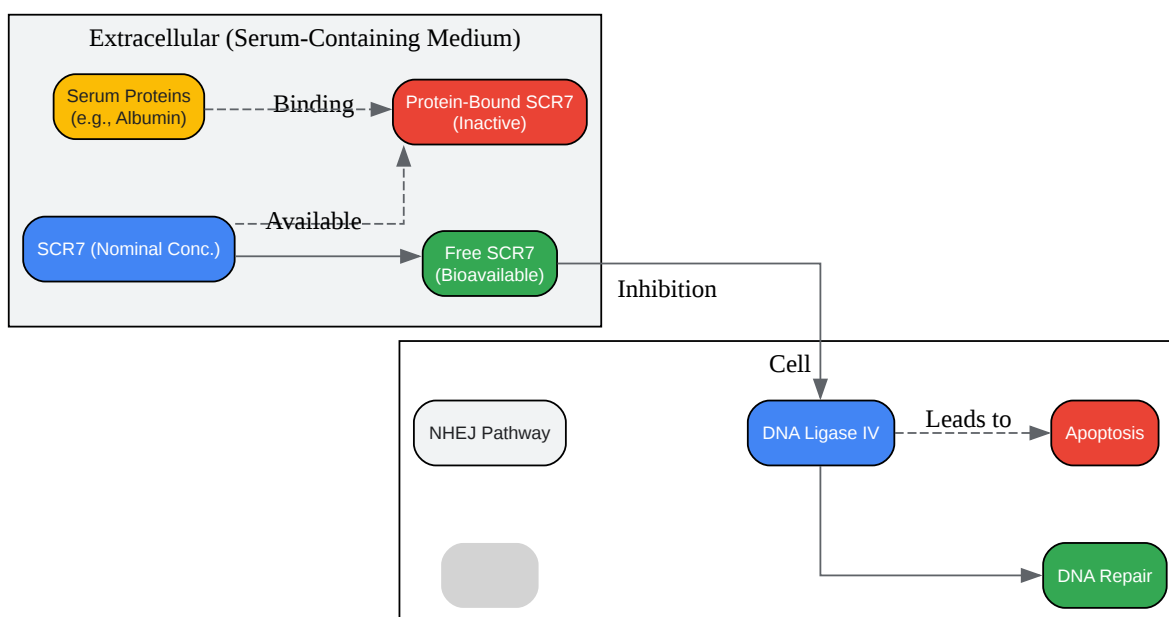 Extracellular (Serum-Containing Medium)
Serum Proteins
(e.g., Albumin)
Binding
Protein-Bound SCR7
(Inactive)
SCR7 (Nominal Conc.)
Available
Free SCR7
(Bioavailable)
Inhibition
Cell
NHEJ Pathway
DNA Ligase IV
Leads to
Apoptosis
DNA Repair